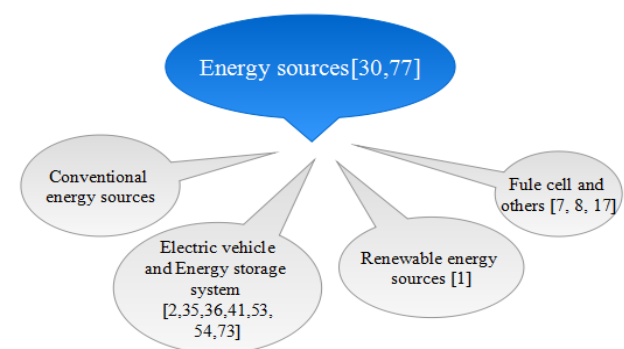 Energy sources[30,77]
Conventional
energy sources
Electric vehicle
and Energy storage
system
[2,35,36,41,53,
54,73]
Renewable energy
sources [1]
Fule cell and
others [7, 8, 17]